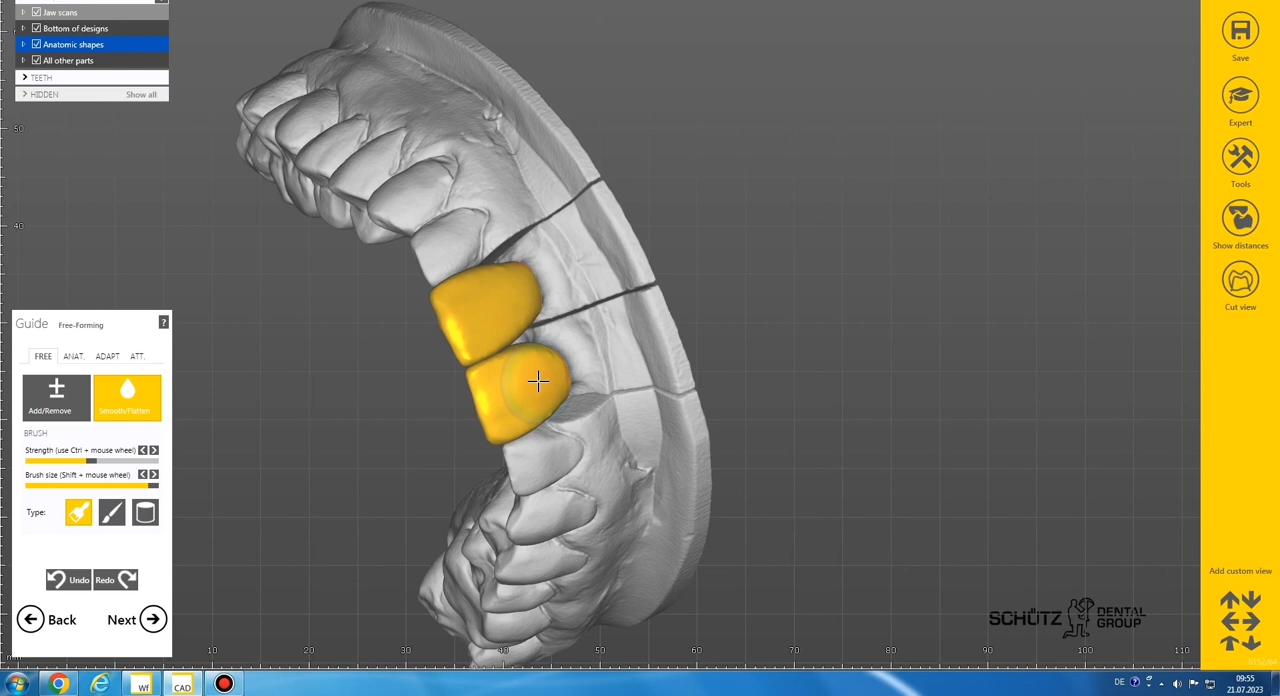 Jaw scans
Bottom of designs
Anatomic shapes
All other parts
TEETH
HIDDEN Show all
50
40
Guide Free-Forming ?
FREE ANAT. ADAPT ATT.
Add/Remove Smooth/Flatten
BRUSH
Strength (use Ctrl + mouse wheel)
Brush size (Shift + mouse wheel)
Type:
Undo Redo
Back Next
mm 10 20 30 40 50 60 70 80 90 100 110
SCHÜTZ DENTAL GROUP
Save
Expert
Tools
Show distances
Cut view
Add custom view
Wf CAD
DE 09:55
21.07.2023